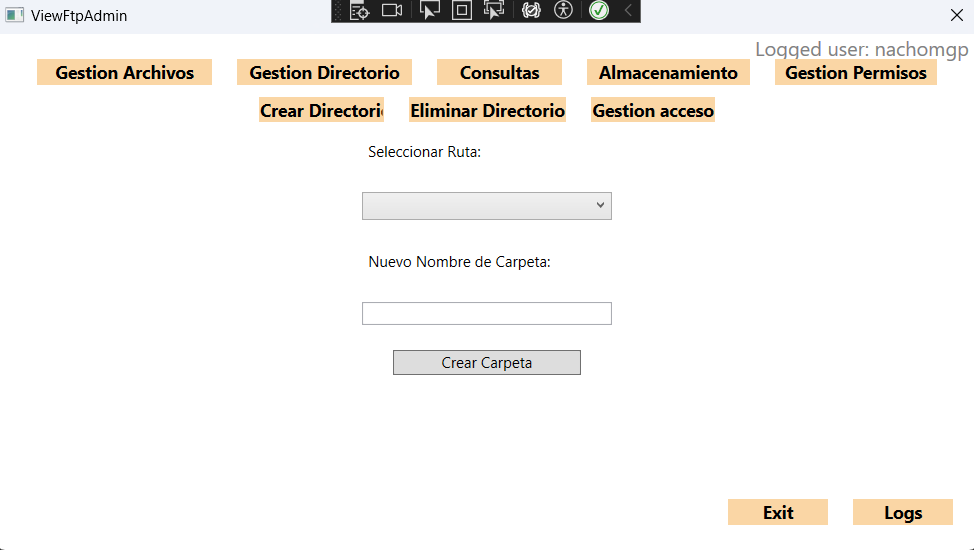 ViewFtpAdmin
Logged user: nachomgp
Gestion Archivos Gestion Directorio Consultas Almacenamiento Gestion Permisos
Crear Directori Eliminar Directorio Gestion acceso
Seleccionar Ruta:
Nuevo Nombre de Carpeta:
Crear Carpeta
Exit Logs